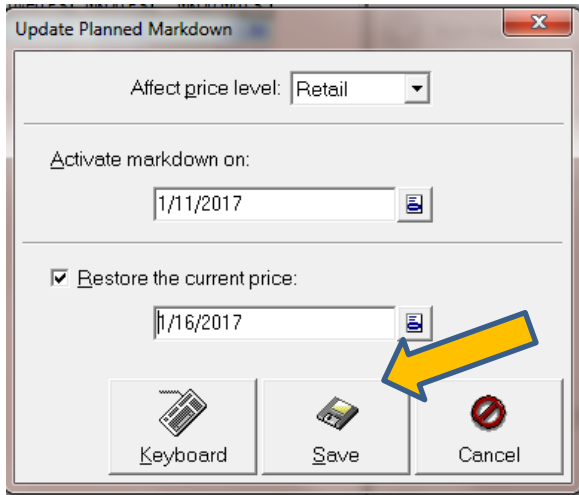 Update Planned Markdown
Affect price level: Retail
Activate markdown on:
1/11/2017
Restore the current price:
1/16/2017
Keyboard Save Cancel